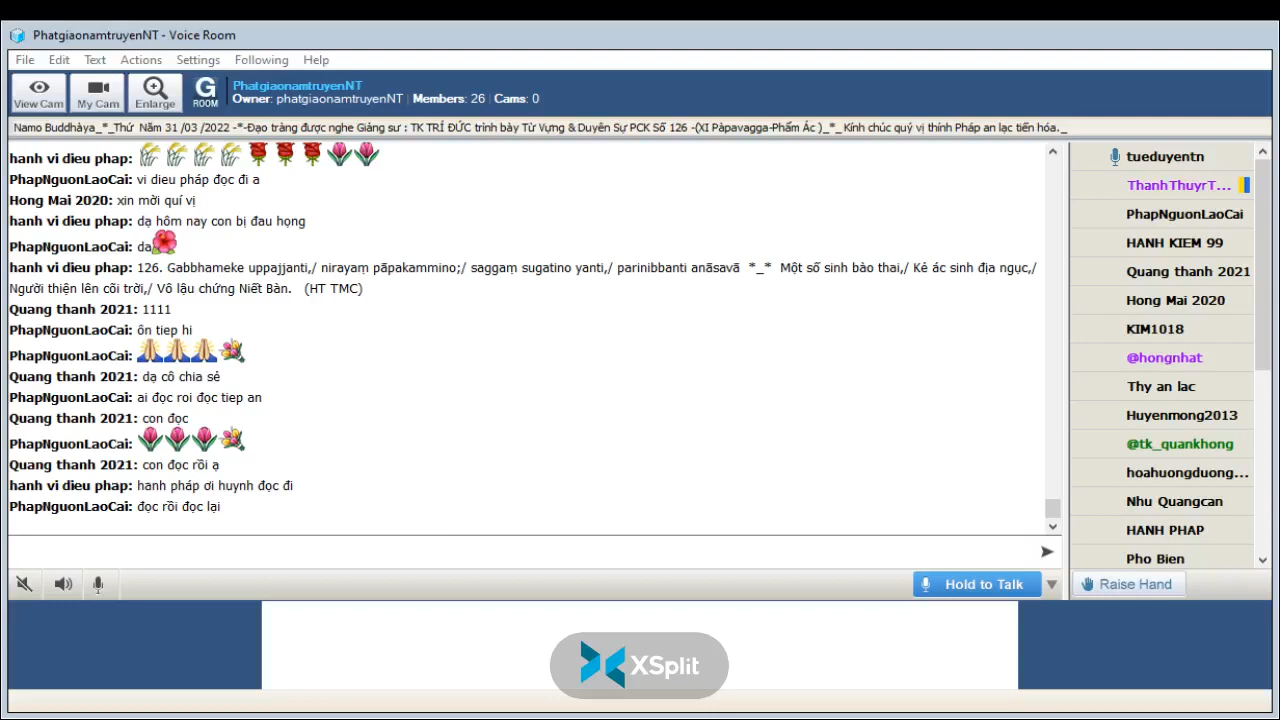 PhatgiaonamtruyenNT - Voice Room
File Edit Text Actions Settings Following Help
View Cam My Cam Enlarge G ROOM
PhatgiaonamtruyenNT
Owner: phatgiaonamtruyenNT | Members: 26 | Cams: 0
Namo Buddhàya_*_Thứ Năm 31 /03 /2022 -*-Đạo tràng được nghe Giảng sư : TK TRÍ ĐỨC trình bày Từ Vựng & Duyên Sự PCK Số 126 -(XI Pàpavagga-Phẩm Ác )_*_ Kính chúc quý vị thính Pháp an lạc tiến hóa._
hanh vi dieu phap:
PhapNguonLaoCai: vi dieu pháp đọc đi a
Hong Mai 2020: xin mời quí vị
hanh vi dieu phap: dạ hôm nay con bị đau họng
PhapNguonLaoCai: da
hanh vi dieu phap: 126. Gabbhameke uppajjanti,/ nirayaṃ pāpakammino;/ saggaṃ sugatino yanti,/ parinibbanti anāsavā *_* Một số sinh bào thai,/ Kẻ ác sinh địa ngục,/
Người thiện lên cõi trời,/ Vô lậu chứng Niết Bàn. (HT TMC)
Quang thanh 2021: 1111
PhapNguonLaoCai: ôn tiep hi
PhapNguonLaoCai:
Quang thanh 2021: dạ cô chia sẻ
PhapNguonLaoCai: ai đọc roi đọc tiep an
Quang thanh 2021: con đọc
PhapNguonLaoCai:
Quang thanh 2021: con đọc rồi ạ
hanh vi dieu phap: hanh pháp ơi huynh đọc đi
PhapNguonLaoCai: đọc rồi đọc lại
tueduyentn
ThanhThuyrT...
PhapNguonLaoCai
HANH KIEM 99
Quang thanh 2021
Hong Mai 2020
KIM1018
@hongnhat
Thy an lac
Huyenmong2013
@tk_quankhong
hoahuongduong...
Nhu Quangcan
HANH PHAP
Pho Bien
Hold to Talk
Raise Hand
XSplit